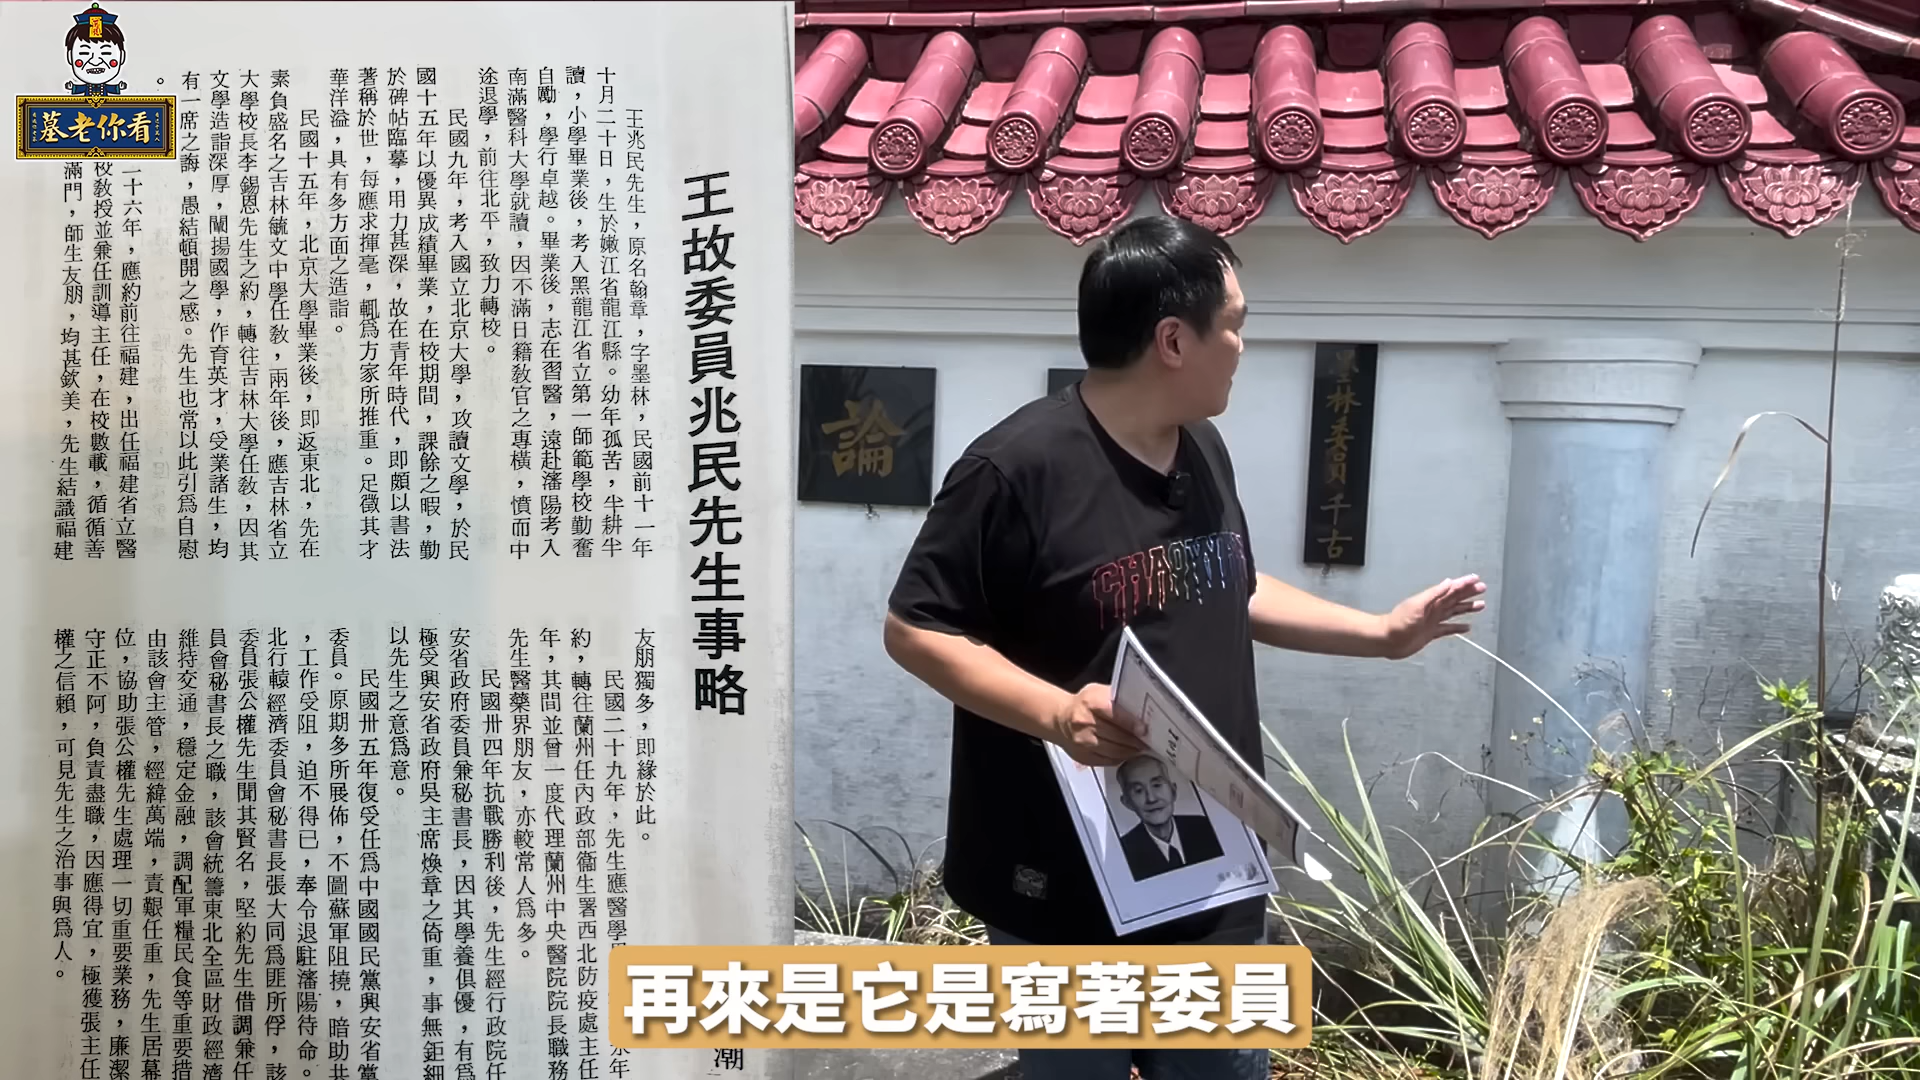 看你老墓
王故委員兆民先生事略
王兆民先生，原名翰章，字墨林，民國前十一年
十月二十日，生於嫩江省龍江縣。幼年孤苦，半耕半
讀，小學畢業後，考入黑龍江省立第一師範學校勤奮
自勵，學行卓越。畢業後，志在習醫，遠赴瀋陽考入
南滿醫科大學就讀，因不滿日籍敎官之專橫，憤而中
途退學，前往北平，致力轉校。
民國九年，考入國立北京大學，攻讀文學，於民
國十五年以優異成績畢業，在校期間，課餘之暇，勤
於碑帖臨摹，用力甚深，故在青年時代，即頗以書法
著稱於世，每應求揮毫，輒爲方家所推重。足徵其才
華洋溢，具有多方面之造詣。
民國十五年，北京大學畢業後，即返東北，先在
素負盛名之吉林毓文中學任敎，兩年後，應吉林省立
大學校長李錫恩先生之約，轉往吉林大學任敎，因其
文學造詣深厚，闡揚國學，作育英才，受業諸生，均
有一席之誨，愚結頓開之感。先生也常以此引爲自慰
。
二十六年，應約前往福建，出任福建省立醫
校敎授並兼任訓導主任，在校數載，循循善
滿門，師生友朋，均甚欽羡，先生結識福建
友朋獨多，即緣於此。
民國二十九年，先生應醫學
約，轉往蘭州任內政部衞生署西北防疫處主任
年，其間並曾一度代理蘭州中央醫院院長職務
先生醫藥界朋友，亦較常人爲多。
民國卅四年抗戰勝利後，先生經行政院任
安省政府委員兼秘書長，因其學養俱優，有爲
極受興安省政府吳主席煥章之倚重，事無鉅細
以先生之意爲意。
民國卅五年復受任爲中國國民黨興安省黨
委員。原期多所展佈，不圖蘇軍阻撓，暗助共
，工作受阻，迫不得已，奉令退駐瀋陽待命。
北行轅經濟委員會秘書長張大同爲匪所俘，該
委員張公權先生聞其賢名，堅約先生借調兼任
員會秘書長之職，該會統籌東北全區財政經濟
維持交通，穩定金融，調配軍糧民食等重要措
由該會主管，經緯萬端，責艱任重，先生居幕
位，協助張公權先生處理一切重要業務，廉潔
守正不阿，負責盡職，因應得宜，極獲張主任
權之信賴，可見先生之治事與爲人。
潮
論
墨林委員千古
再來是它是寫著委員